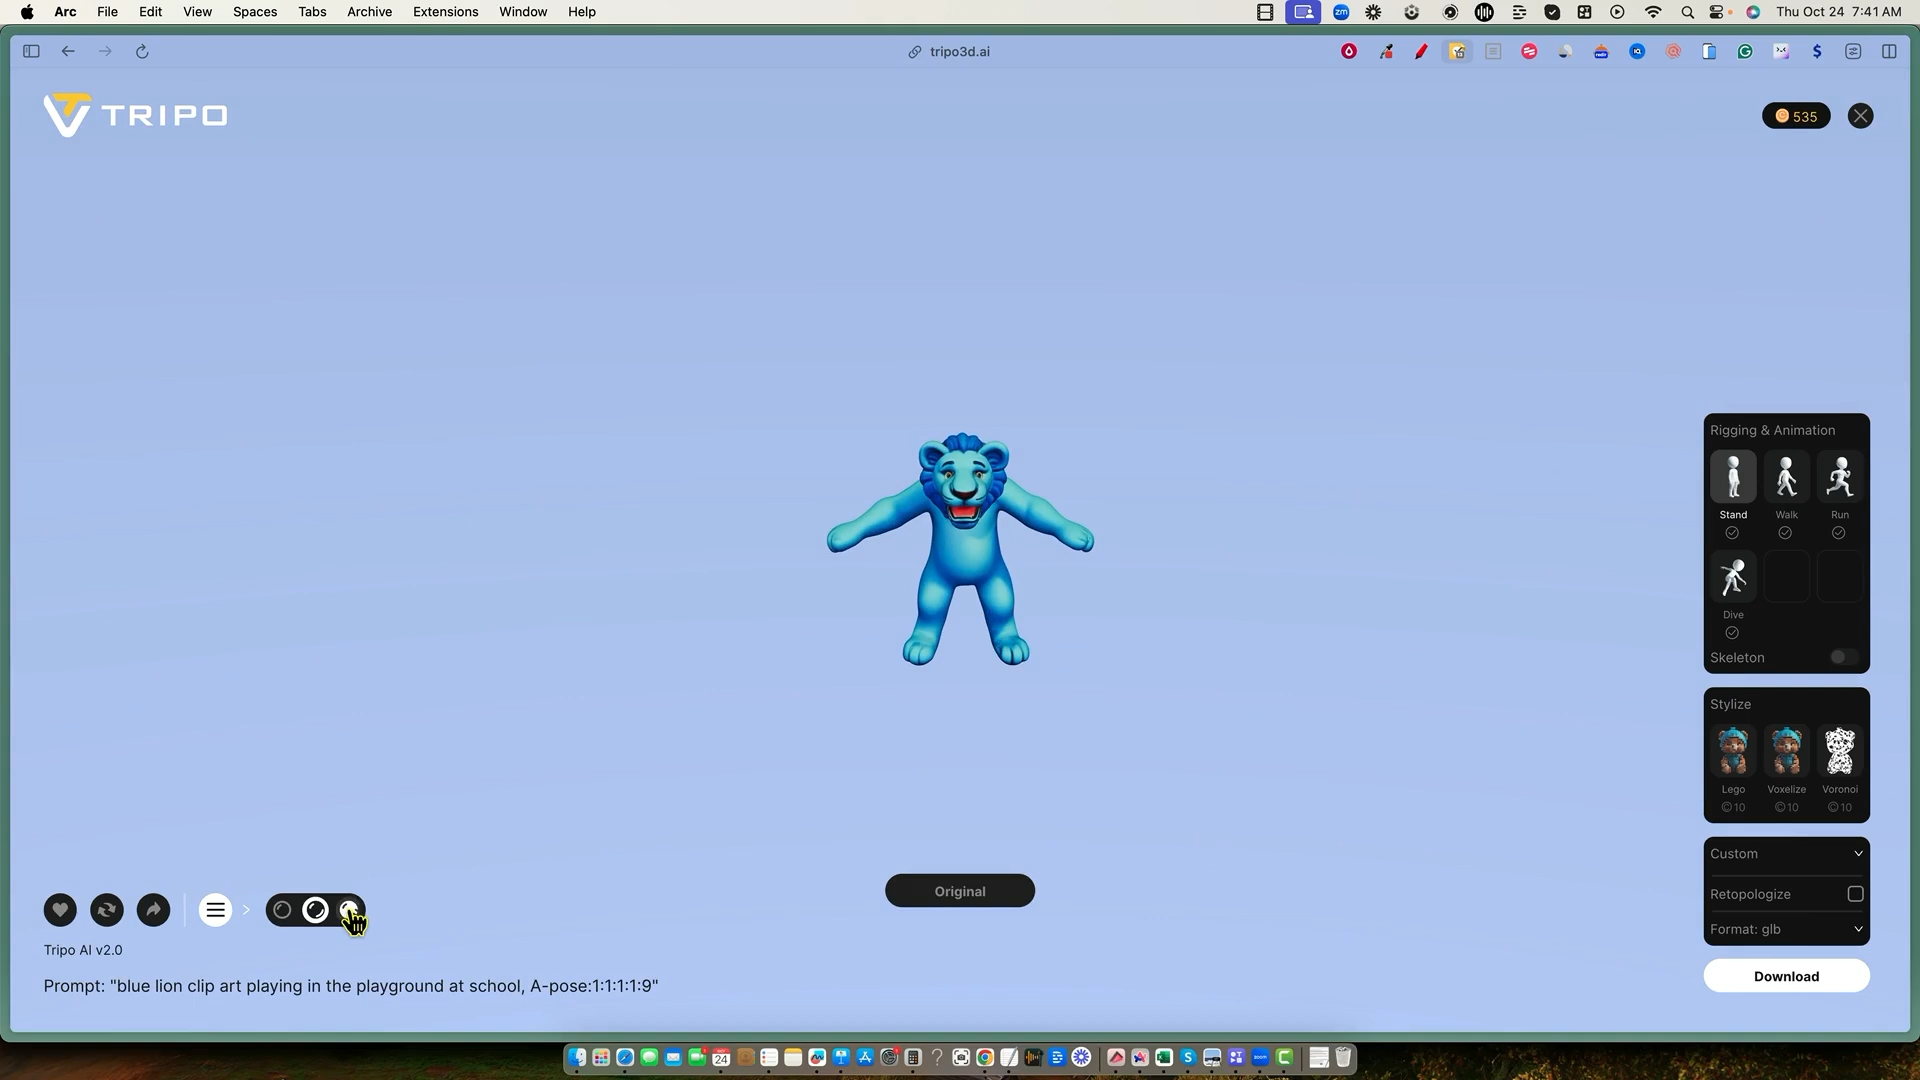 Arc File Edit View Spaces Tabs Archive Extensions Window Help Thu Oct 24 7:41 AM
tripo3d.ai
TRIPO
535
Rigging & Animation
Stand Walk Run
Dive
Skeleton
Stylize
Lego Voxelize Voronoi
10 10 10
Original
Custom
Retopologize
Format: glb
Download
Tripo AI v2.0
Prompt: "blue lion clip art playing in the playground at school, A-pose:1:1:1:1:9"